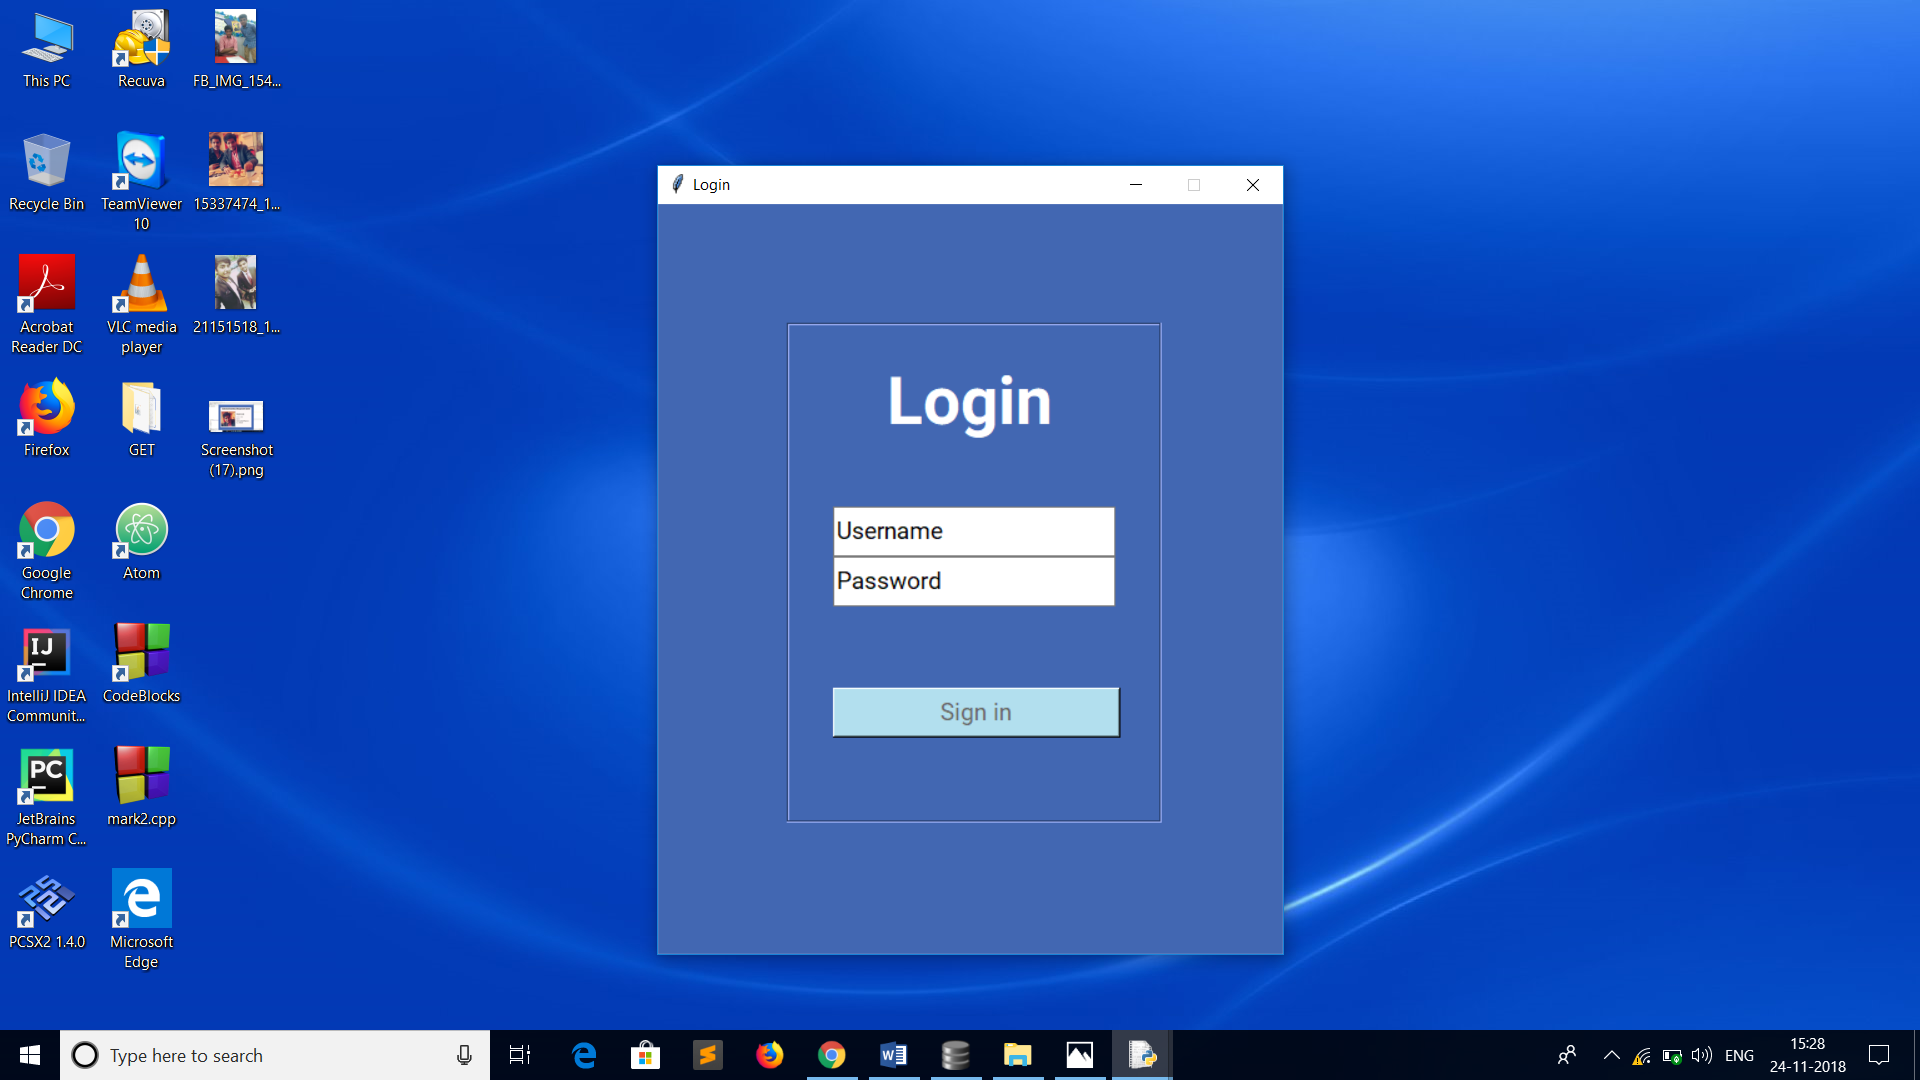 This PC
Recuva
FB_IMG_154...
Recycle Bin
TeamViewer
10
15337474_1...
Acrobat
Reader DC
VLC media
player
21151518_1...
Firefox
GET
Screenshot
(17).png
Google
Chrome
Atom
IJ
IntelliJ IDEA
Communit...
CodeBlocks
PC
JetBrains
PyCharm C...
mark2.cpp
PCSX2 1.4.0
Microsoft
Edge
Login
Login
Username
Password
Sign in
Type here to search
ENG
15:28
24-11-2018